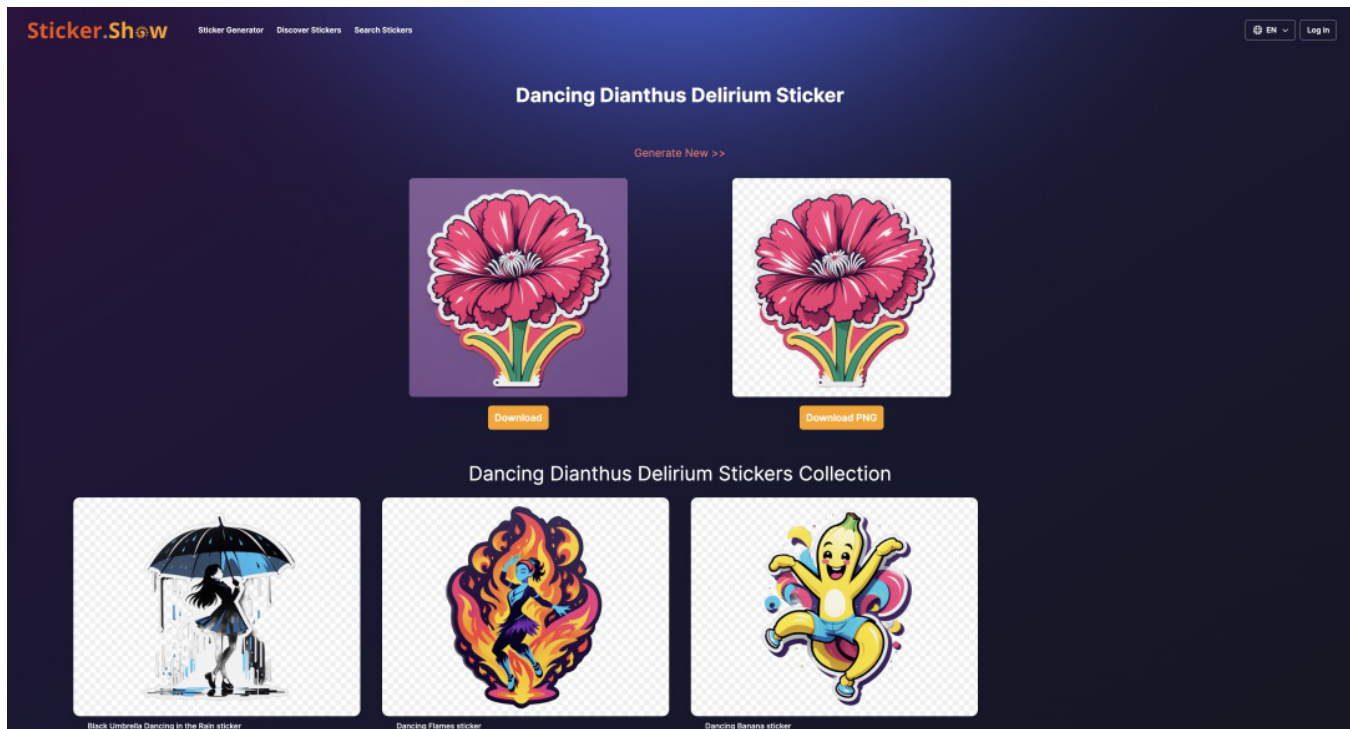 Sticker.Show
Sticker Generator Discover Stickers Search Stickers
EN
Log in
Dancing Dianthus Delirium Sticker
Generate New >>
Download
Download PNG
Dancing Dianthus Delirium Stickers Collection
Black Umbrella Dancing in the Rain sticker
Dancing Flames sticker
Dancing Banana sticker